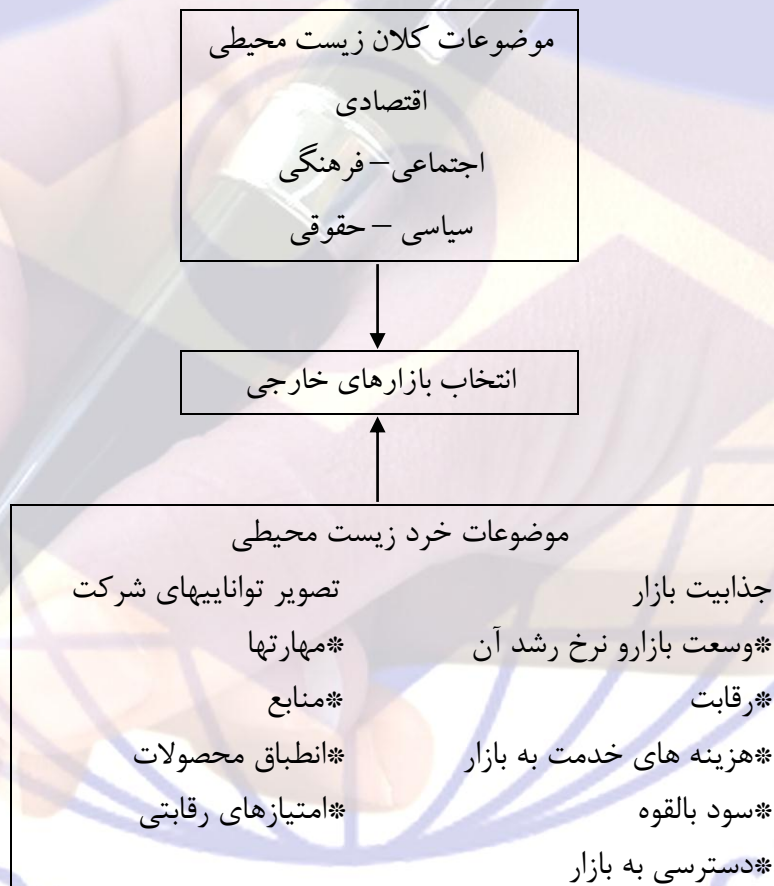 موضوعات کلان زیست محیطی
اقتصادی
اجتماعی – فرهنگی
سیاسی – حقوقی
انتخاب بازارهای خارجی
موضوعات خرد زیست محیطی
جذابیت بازار
*وسعت بازارو نرخ رشد آن
*رقابت
*هزینه های خدمت به بازار
*سود بالقوه
*دسترسی به بازار
تصویر تواناییهای شرکت
*مهارتها
*منابع
*انطباق محصولات
*امتیازهای رقابتی